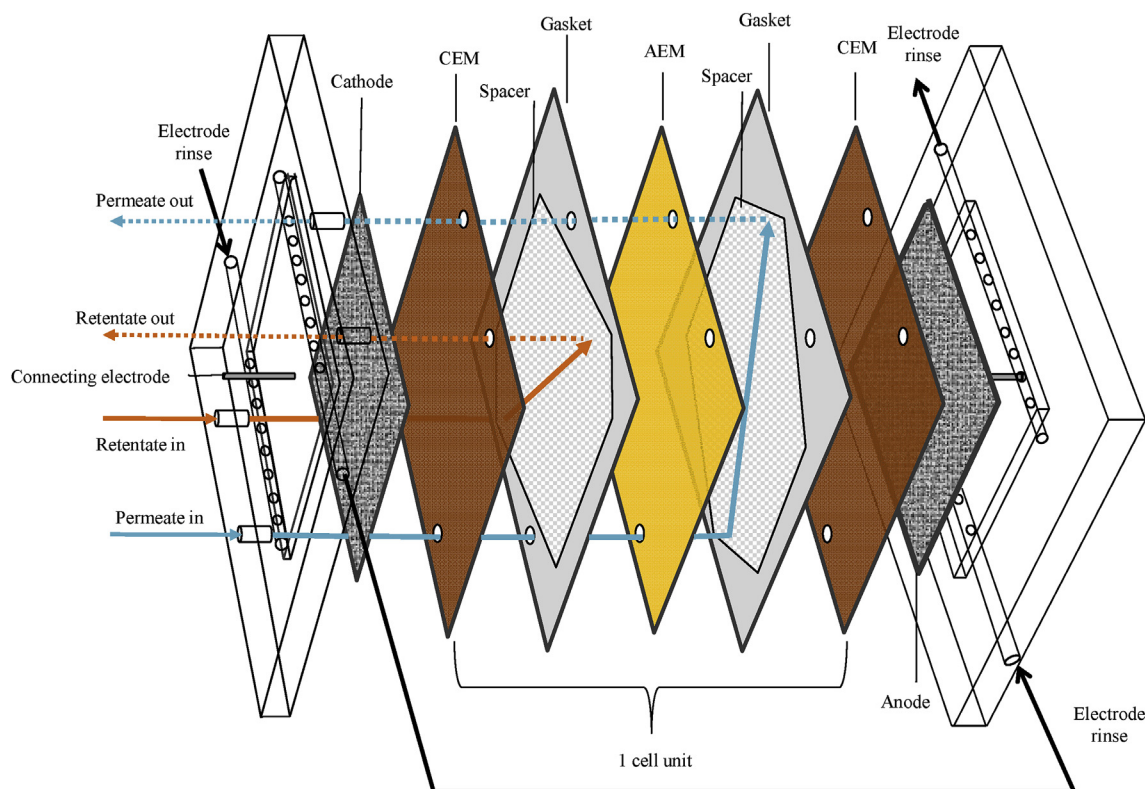 Gasket
Gasket
Electrode
rinse
CEM
AEM
CEM
Spacer
Spacer
Cathode
Electrode
rinse
Permeate out
Retentate out
Connecting electrode
Retentate in
Permeate in
Anode
Electrode
rinse
1 cell unit